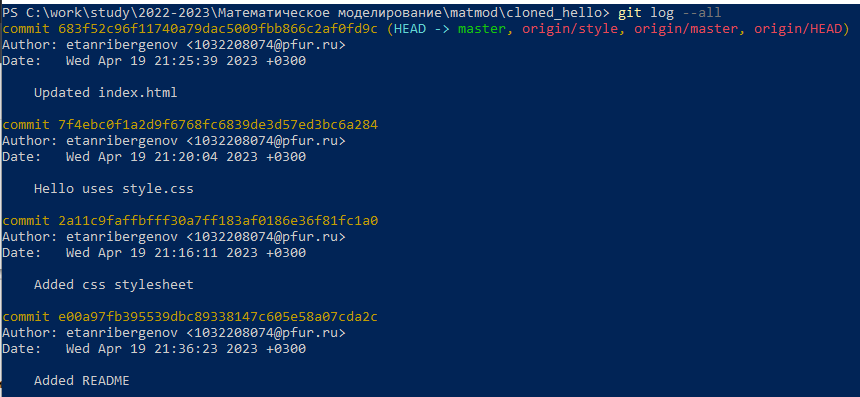 PS C:\work\study\2022-2023\Математическое моделирование\matmod\cloned_hello> git log --all
commit 683f52c96f11740a79dac5009fbb866c2af0fd9c (HEAD -> master, origin/style, origin/master, origin/HEAD)
Author: etanribergenov <1032208074@pfur.ru>
Date:   Wed Apr 19 21:25:39 2023 +0300
Updated index.html
commit 7f4ebc0f1a2d9f6768fc6839de3d57ed3bc6a284
Author: etanribergenov <1032208074@pfur.ru>
Date:   Wed Apr 19 21:20:04 2023 +0300
Hello uses style.css
commit 2a11c9faffbfff30a7ff183af0186e36f81fc1a0
Author: etanribergenov <1032208074@pfur.ru>
Date:   Wed Apr 19 21:16:11 2023 +0300
Added css stylesheet
commit e00a97fb395539dbc89338147c605e58a07cda2c
Author: etanribergenov <1032208074@pfur.ru>
Date:   Wed Apr 19 21:36:23 2023 +0300
Added README